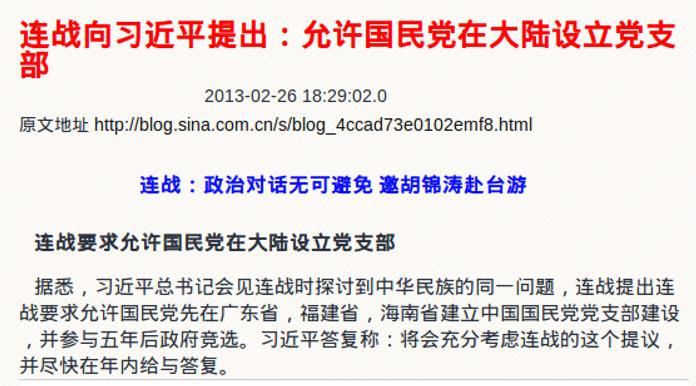 连战向习近平提出：允许国民党在大陆设立党支
部
2013-02-26 18:29:02.0
原文地址 http://blog.sina.com.cn/s/blog_4ccad73e0102emf8.html
连战：政治对话无可避免 邀胡锦涛赴台游
连战要求允许国民党在大陆设立党支部
据悉，习近平总书记会见连战时探讨到中华民族的同一问题，连战提出连
战要求允许国民党先在广东省，福建省，海南省建立中国国民党党支部建设
，并参与五年后政府竞选。习近平答复称：将会充分考虑连战的这个提议，
并尽快在年内给与答复。